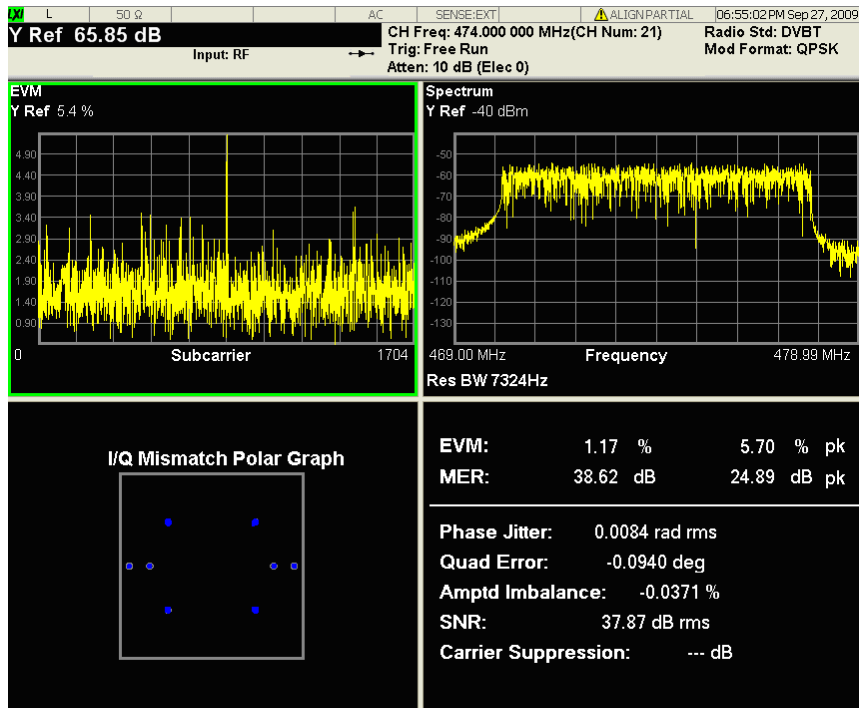 LXI L 50 Ω AC SENSE:EXT ALIGN PARTIAL 06:55:02 PM Sep 27, 2009
Y Ref 65.85 dB
Input: RF
CH Freq: 474.000 000 MHz(CH Num: 21)
Trig: Free Run
Atten: 10 dB (Elec 0)
Radio Std: DVBT
Mod Format: QPSK
EVM
Y Ref 5.4 %
4.90
4.40
3.90
3.40
2.90
2.40
1.90
1.40
0.90
0 Subcarrier 1704
Spectrum
Y Ref -40 dBm
-50
-60
-70
-80
-90
-100
-110
-120
-130
469.00 MHz Frequency 478.99 MHz
Res BW 7324Hz
I/Q Mismatch Polar Graph
EVM: 1.17 % 5.70 % pk
MER: 38.62 dB 24.89 dB pk
Phase Jitter: 0.0084 rad rms
Quad Error: -0.0940 deg
Amptd Imbalance: -0.0371 %
SNR: 37.87 dB rms
Carrier Suppression: --- dB